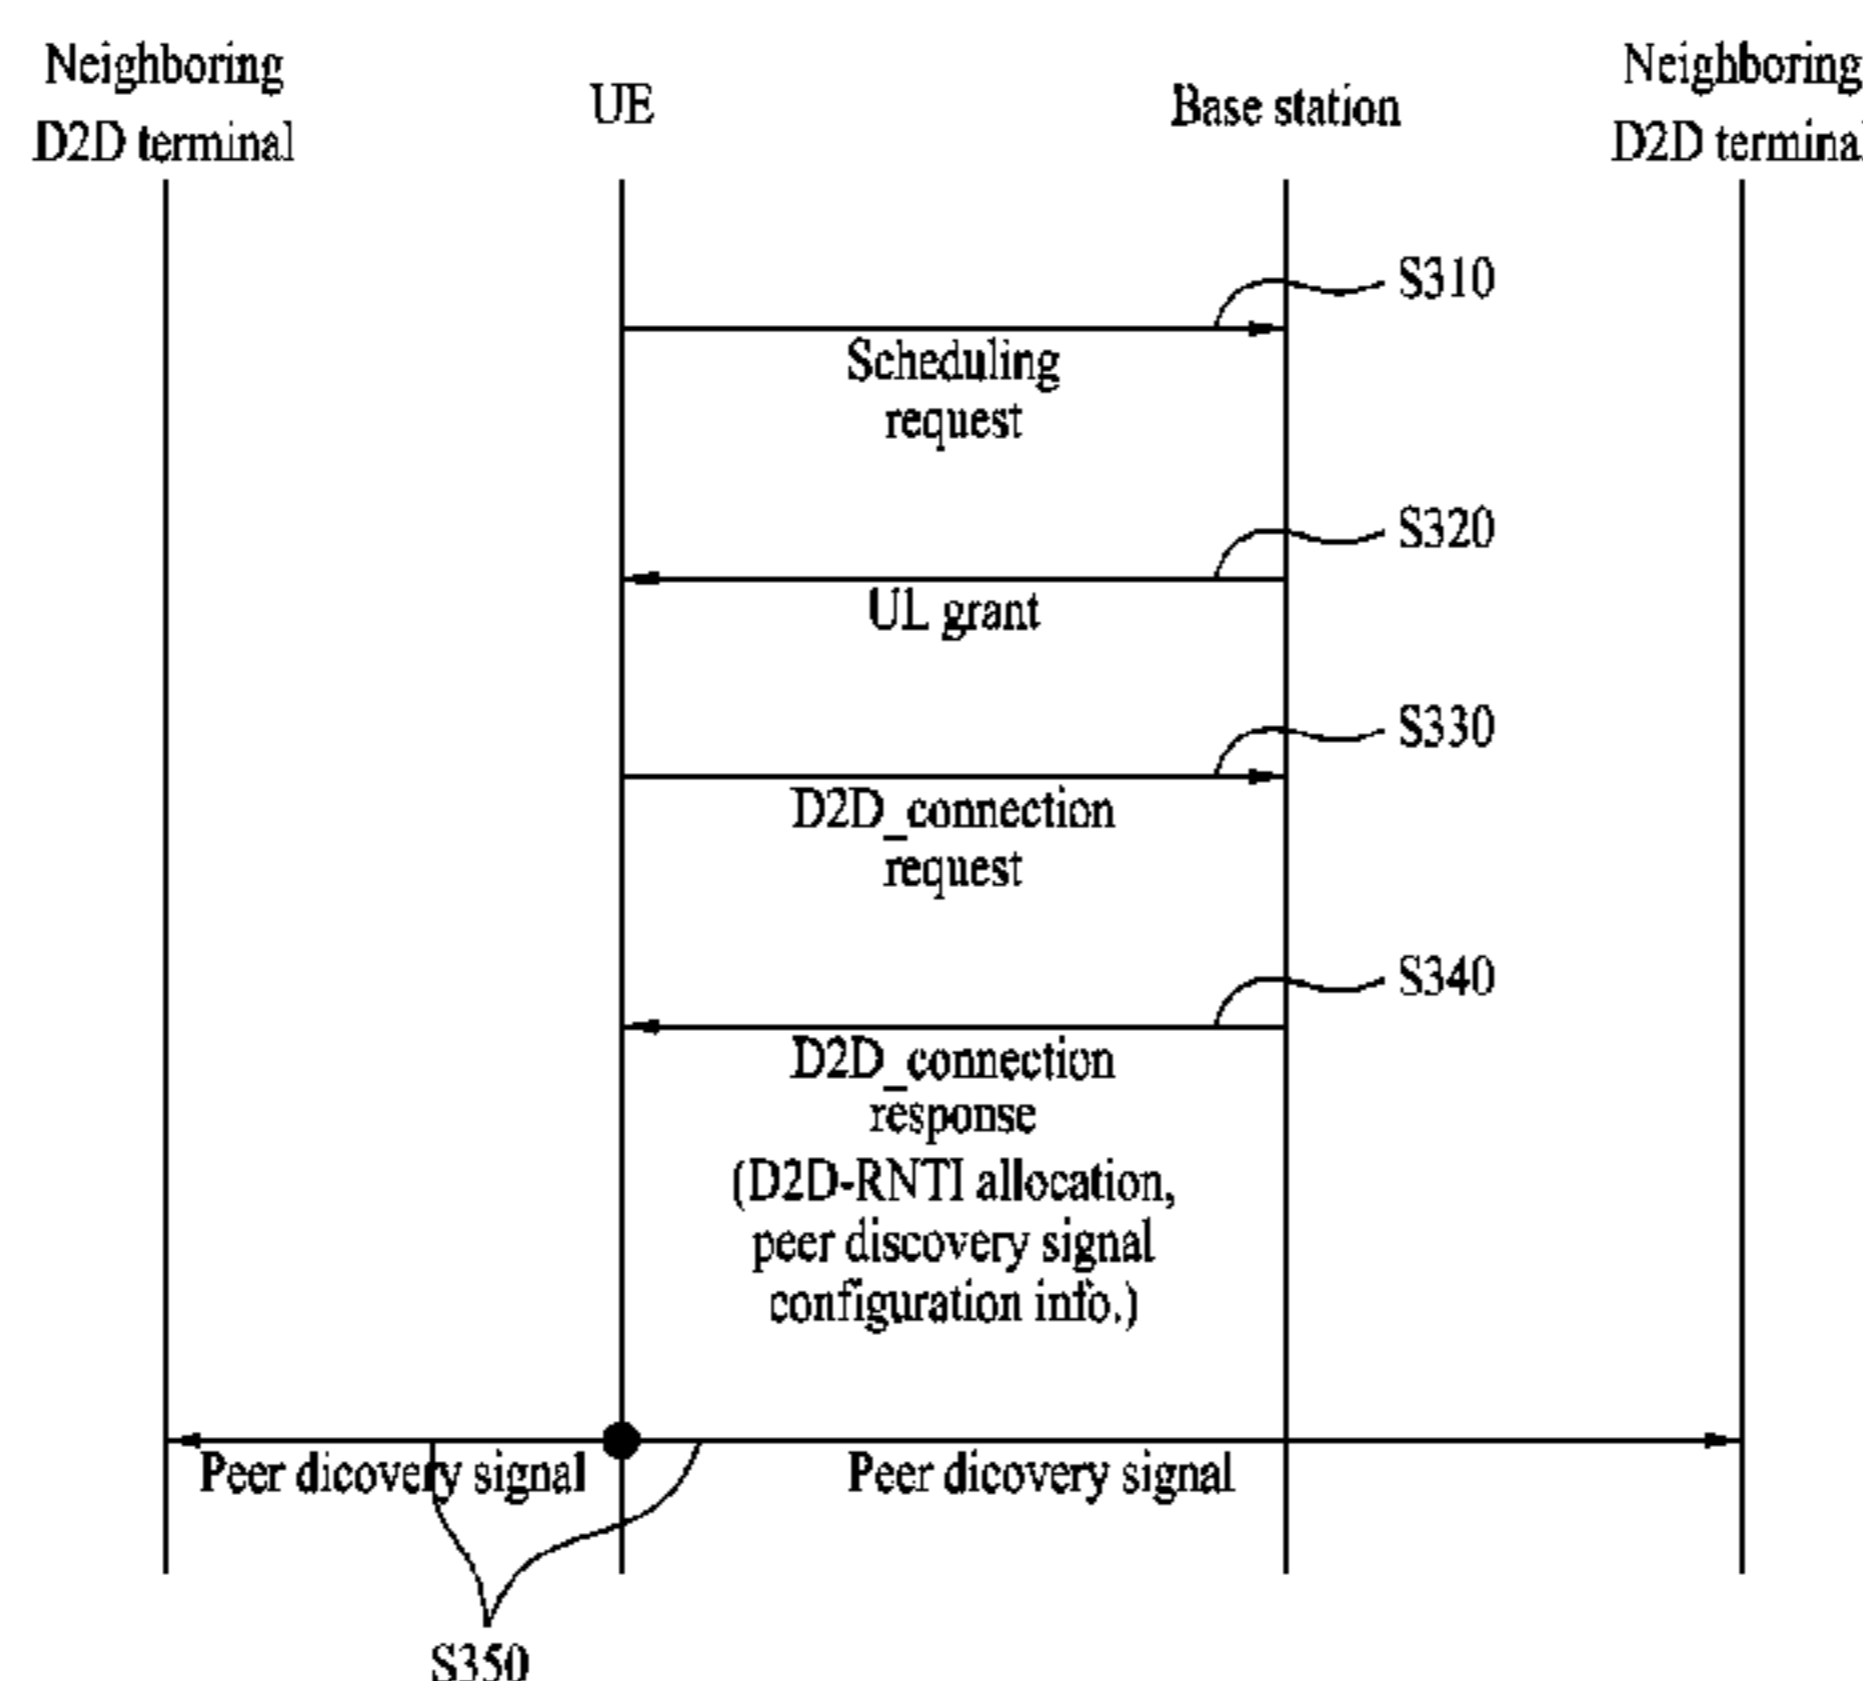 Neighboring
D2D terminal
UE
Base station
Neighboring
D2D terminal
S310
Scheduling
request
S320
UL grant
S330
D2D_connection
request
S340
D2D_connection
response
(D2D-RNTI allocation,
peer discovery signal
configuration info.)
Peer dicovery signal
Peer dicovery signal
S350